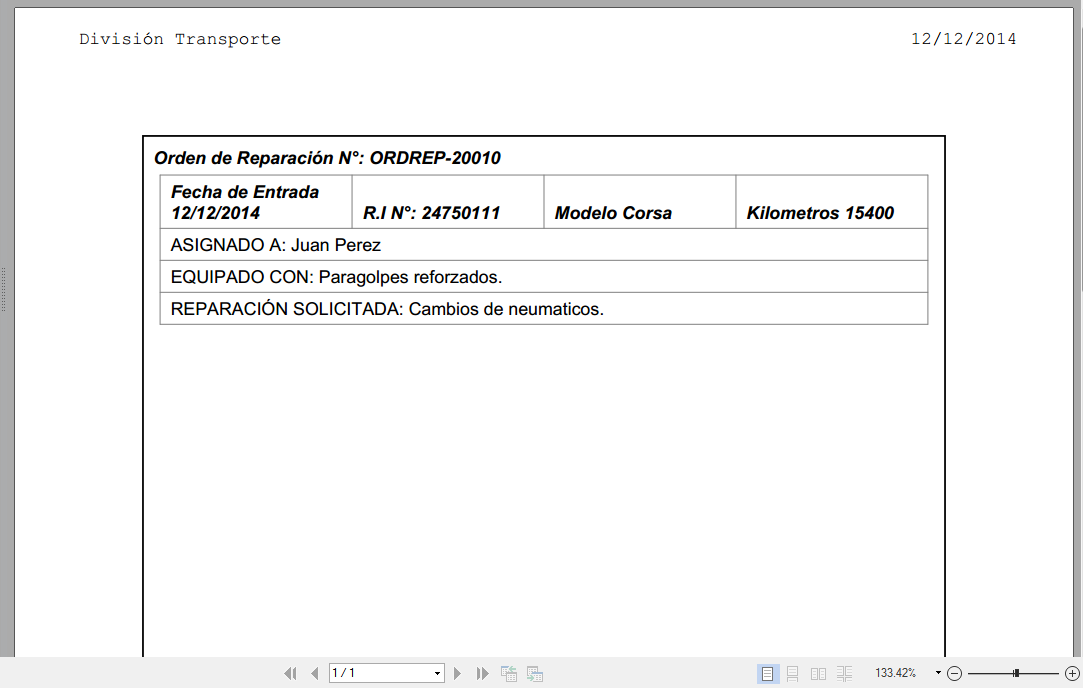 División Transporte 12/12/2014
Orden de Reparación N°: ORDREP-20010
Fecha de Entrada
12/12/2014 R.I N°: 24750111 Modelo Corsa Kilometros 15400
ASIGNADO A: Juan Perez
EQUIPADO CON: Paragolpes reforzados.
REPARACIÓN SOLICITADA: Cambios de neumaticos.
1 / 1 133.42%